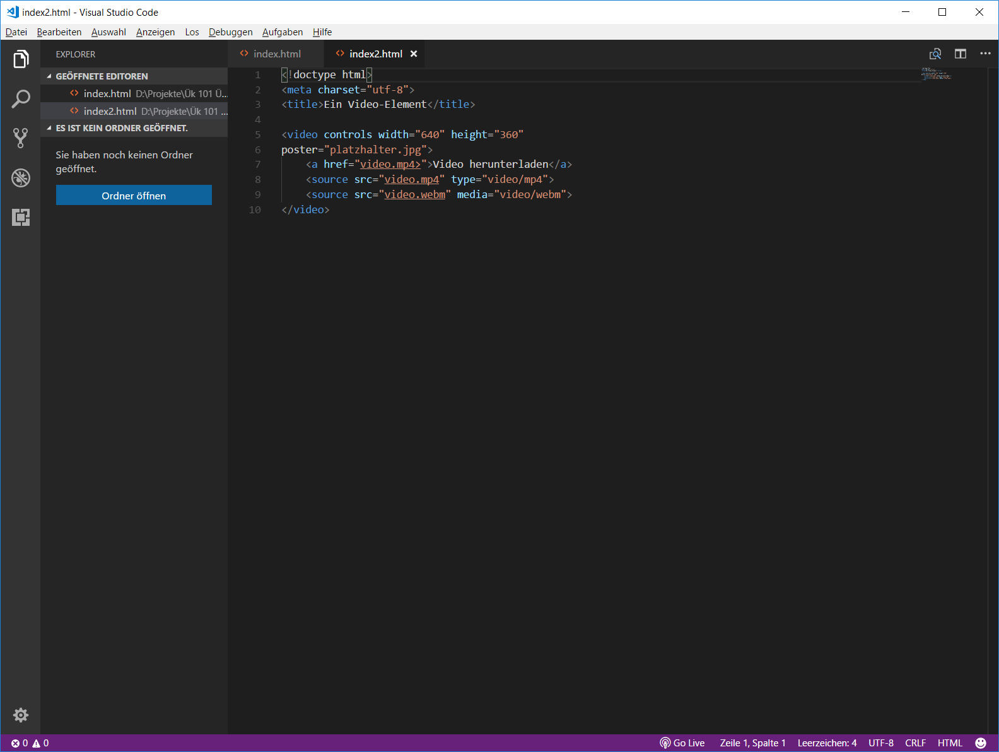 index2.html - Visual Studio Code
Datei Bearbeiten Auswahl Anzeigen Los Debuggen Aufgaben Hilfe
EXPLORER
GEÖFFNETE EDITOREN
index.html D:\Projekte\Ük 101 Ü...
index2.html D:\Projekte\Ük 101 ...
ES IST KEIN ORDNER GEÖFFNET.
Sie haben noch keinen Ordner
geöffnet.
Ordner öffnen
index.html index2.html
1 <!doctype html>
2 <meta charset="utf-8">
3 <title>Ein Video-Element</title>
4
5 <video controls width="640" height="360"
6 poster="platzhalter.jpg">
7     <a href="video.mp4>">Video herunterladen</a>
8     <source src="video.mp4" type="video/mp4">
9     <source src="video.webm" media="video/webm">
10 </video>
0 0 Go Live Zeile 1, Spalte 1 Leerzeichen: 4 UTF-8 CRLF HTML